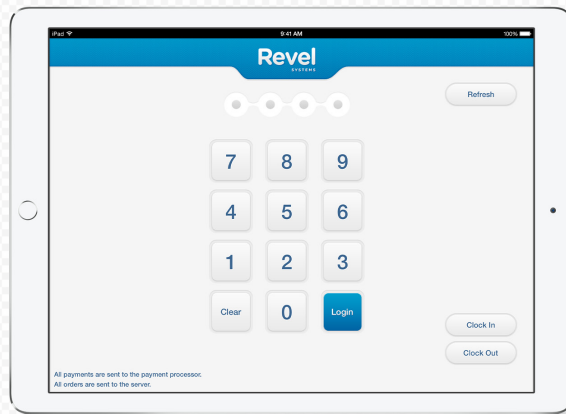 iPad 9:41 AM 100%
Revel
SYSTEMS
Refresh
7 8 9
4 5 6
1 2 3
Clear 0 Login
Clock In
Clock Out
All payments are sent to the payment processor.
All orders are sent to the server.